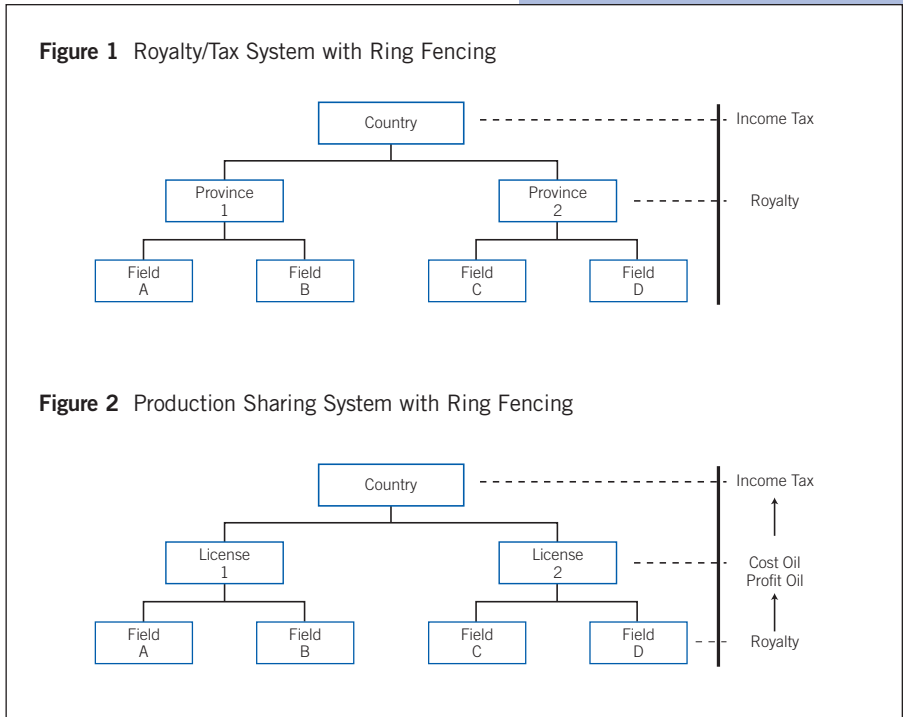 Figure 1 Royalty/Tax System with Ring Fencing
Country
Income Tax
Province
1
Province
2
Royalty
Field
A
Field
B
Field
C
Field
D
Figure 2 Production Sharing System with Ring Fencing
Country
Income Tax
License
1
License
2
Cost Oil
Profit Oil
Field
A
Field
B
Field
C
Field
D
Royalty